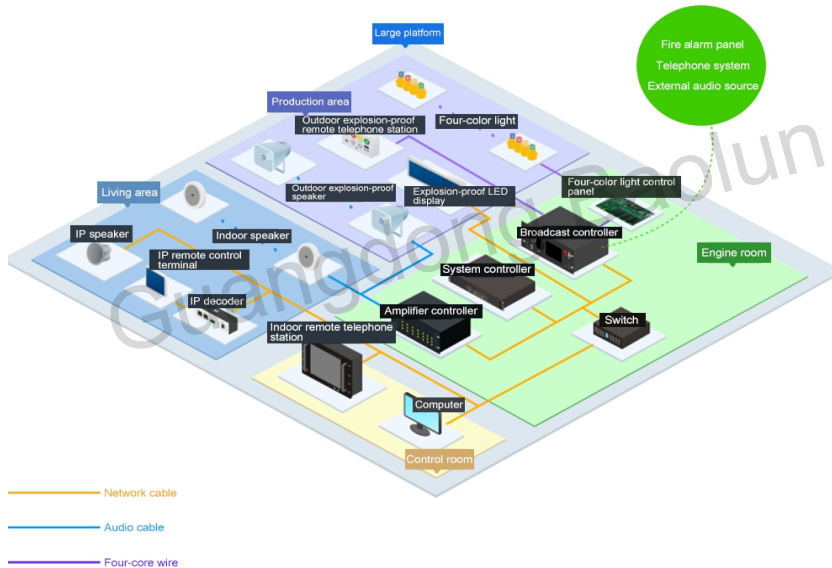 Large platform
Fire alarm panel
Telephone system
External audio source
Production area
Outdoor explosion-proof
remote telephone station
Four-color light
Living area
Outdoor explosion-proof
speaker
Explosion-proof LED
display
Four-color light control
panel
IP speaker
Indoor speaker
Broadcast controller
IP remote control
terminal
System controller
Engine room
IP decoder
Amplifier controller
Indoor remote telephone
station
Switch
Computer
Control room
Network cable
Audio cable
Four-core wire
Guangdong Baolun